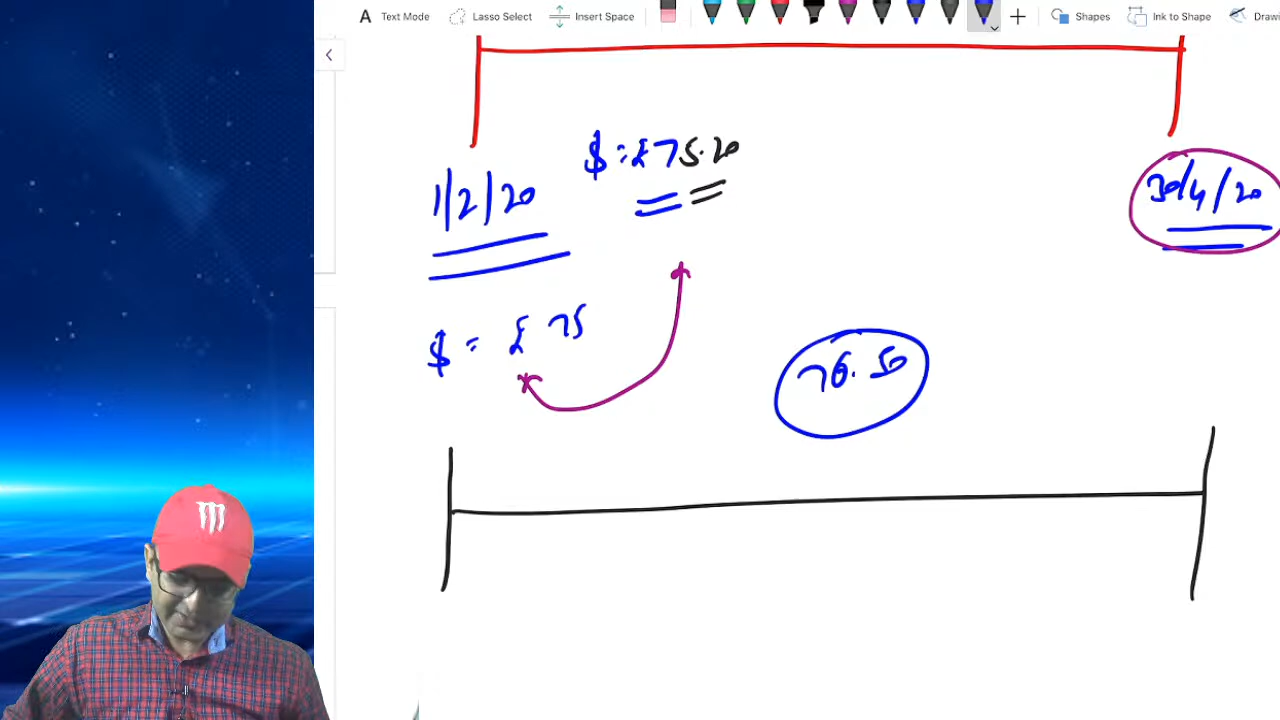 A Text Mode Lasso Select Insert Space Shapes Ink to Shape Drawi
$ = £75.20
1/2/20
30/4/20
$ = £ 75
76.50